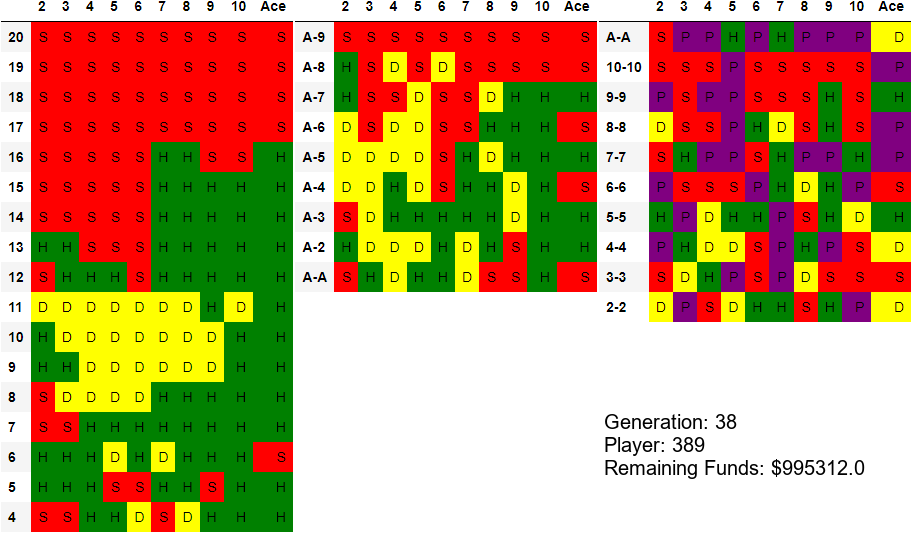 2 3 4 5 6 7 8 9 10 Ace
20 S S S S S S S S S S
19 S S S S S S S S S S
18 S S S S S S S S S S
17 S S S S S S S S S S
16 S S S S S H H S S H
15 S S S S S H H H H H
14 S S S S S H H H H H
13 H H S S S H H H H H
12 S H H H S H H H H H
11 D D D D D D D H D H
10 H D D D D D D D H H
9 H H D D D D D D H H
8 S D D D D H H H H H
7 S S H H H H H H H H
6 H H H D H D H H H S
5 H H H S S H H S H H
4 S S H H D S D H H H
2 3 4 5 6 7 8 9 10 Ace
A-9 S S S S S S S S S S
A-8 H S D S D S S S S S
A-7 H S S D S S D H H H
A-6 D S D D S S H H H S
A-5 D D D D S H D H H H
A-4 D D H D S H H D H S
A-3 S D H H H H H D H H
A-2 H D D D H D H S H H
A-A S H D H H D S S H S
2 3 4 5 6 7 8 9 10 Ace
A-A S P P H P H P P P D
10-10 S S S P S S S S S P
9-9 P S P P S S S H S H
8-8 D S S P H D S H S P
7-7 S H P P S H P P H P
6-6 P S S S P H D H P S
5-5 H P D H H P S H D H
4-4 P H D D S P H P S D
3-3 S D H P S P D S S S
2-2 D P S D H H S H P D
Generation: 38
Player: 389
Remaining Funds: $995312.0